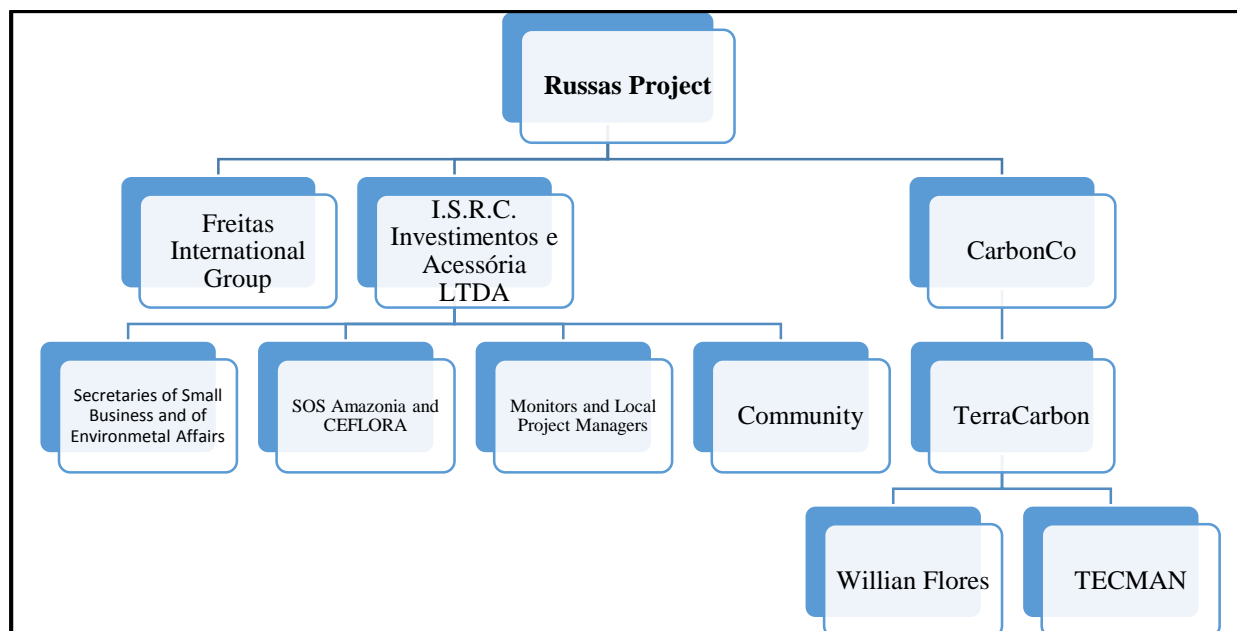 Russas Project
Freitas
International
Group
I.S.R.C.
Investimentos e
Acessória
LTDA
CarbonCo
Secretaries of Small
Business and of
Environmetal Affairs
SOS Amazonia and
CEFLORA
Monitors and Local
Project Managers
Community
TerraCarbon
Willian Flores
TECMAN